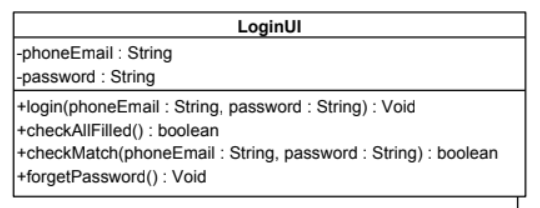 LoginUI
-phoneEmail : String
-password : String
+login(phoneEmail : String, password : String) : Void
+checkAllFilled() : boolean
+checkMatch(phoneEmail : String, password : String) : boolean
+forgetPassword() : Void